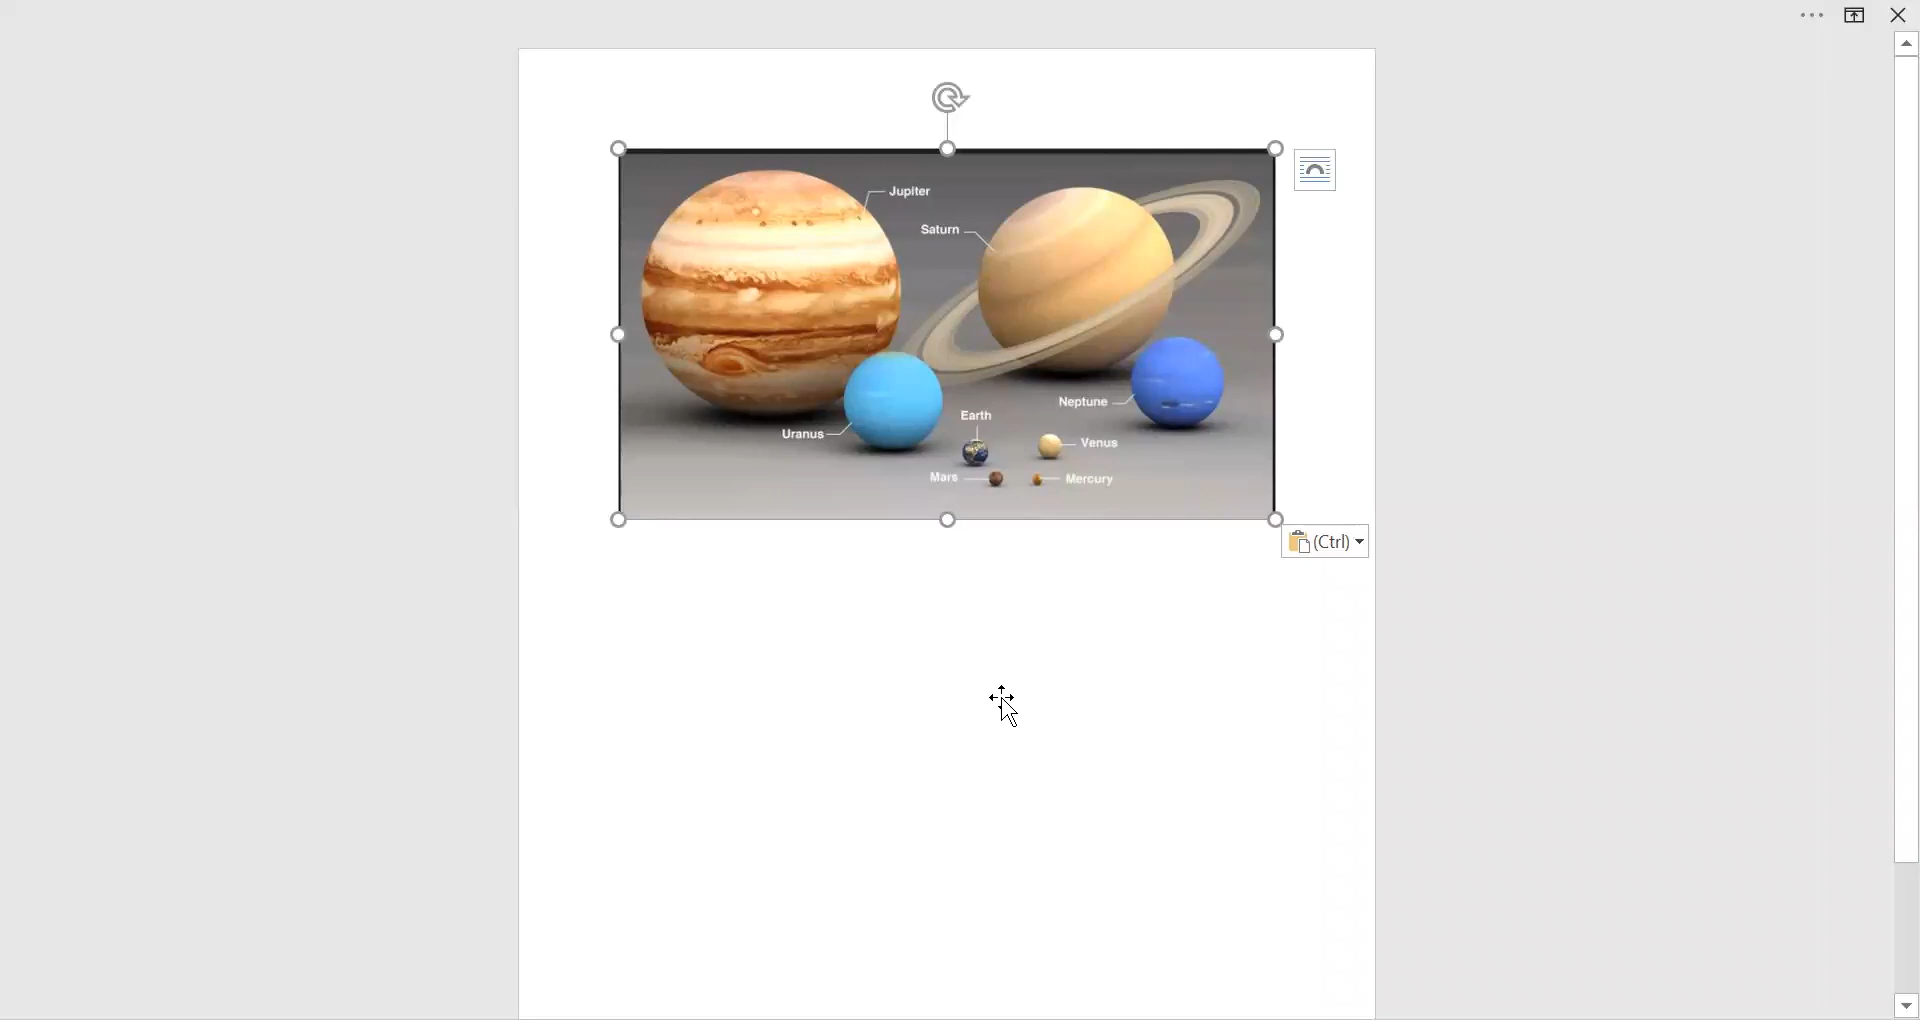 Jupiter
Saturn
Neptune
Earth
Uranus
Venus
Mars
Mercury
(Ctrl)